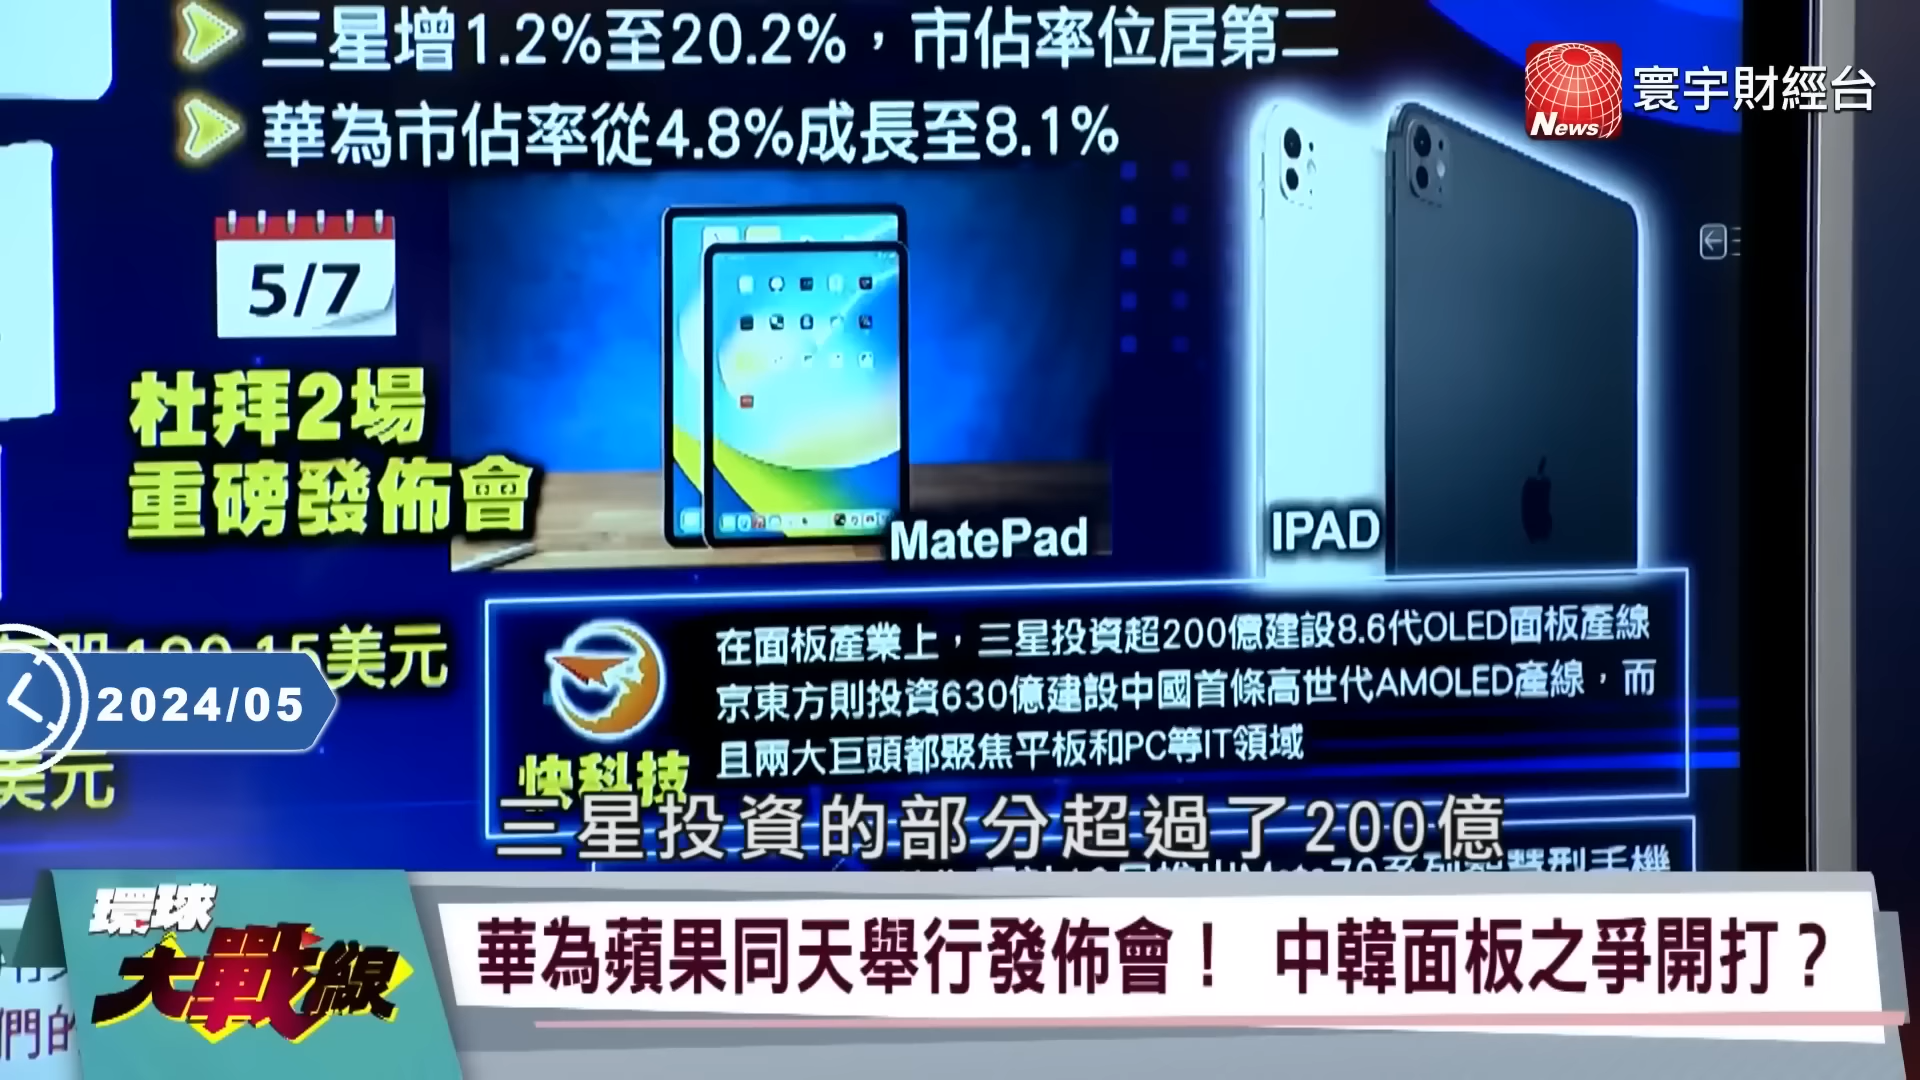 三星增1.2%至20.2%，市佔率位居第二
華為市佔率從4.8%成長至8.1%
News 寰宇財經台
5/7
杜拜2場
重磅發佈會
MatePad
IPAD
美元
2024/05
美元
快科技
在面板產業上，三星投資超200億建設8.6代OLED面板產線
京東方則投資630億建設中國首條高世代AMOLED產線，而
且兩大巨頭都聚焦平板和PC等IT領域
三星投資的部分超過了200億
環球
大戰線
華為蘋果同天舉行發佈會！ 中韓面板之爭開打？
們的